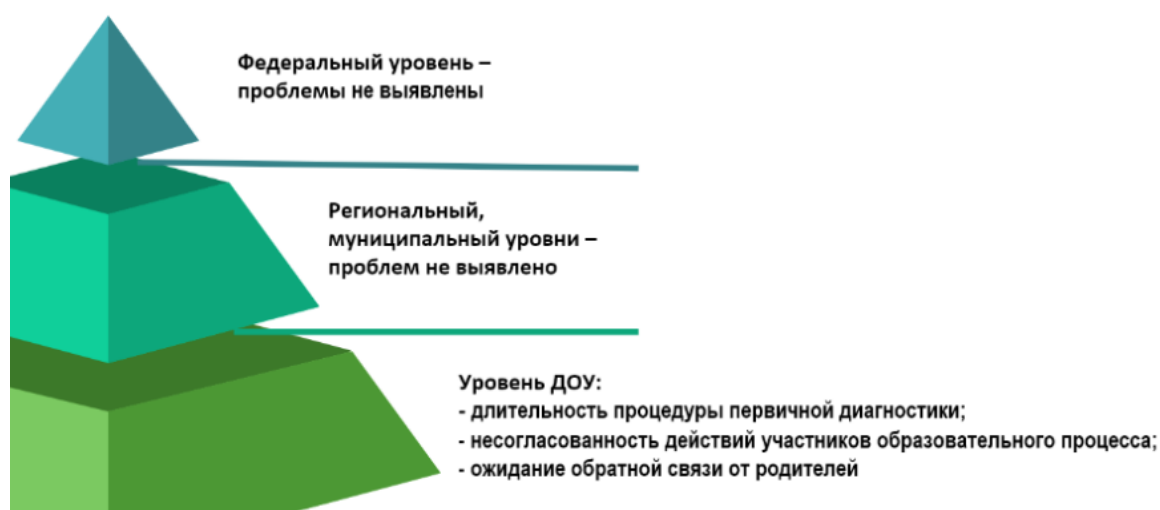 Федеральный уровень –
проблемы не выявлены
Региональный,
муниципальный уровни –
проблем не выявлено
Уровень ДОУ:
- длительность процедуры первичной диагностики;
- несогласованность действий участников образовательного процесса;
- ожидание обратной связи от родителей